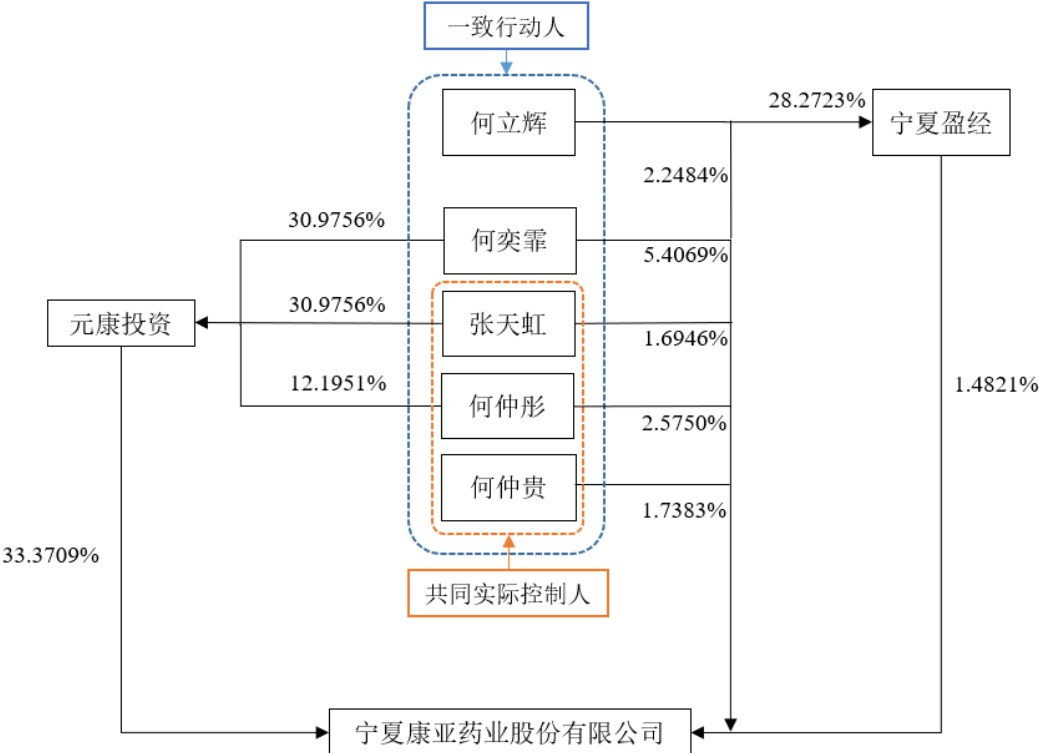 一致行动人
何立辉
28.2723%
宁夏盈经
2.2484%
30.9756%
何奕霏
5.4069%
元康投资
30.9756%
张天虹
1.6946%
12.1951%
何仲彤
2.5750%
1.4821%
何仲贵
1.7383%
33.3709%
共同实际控制人
宁夏康亚药业股份有限公司